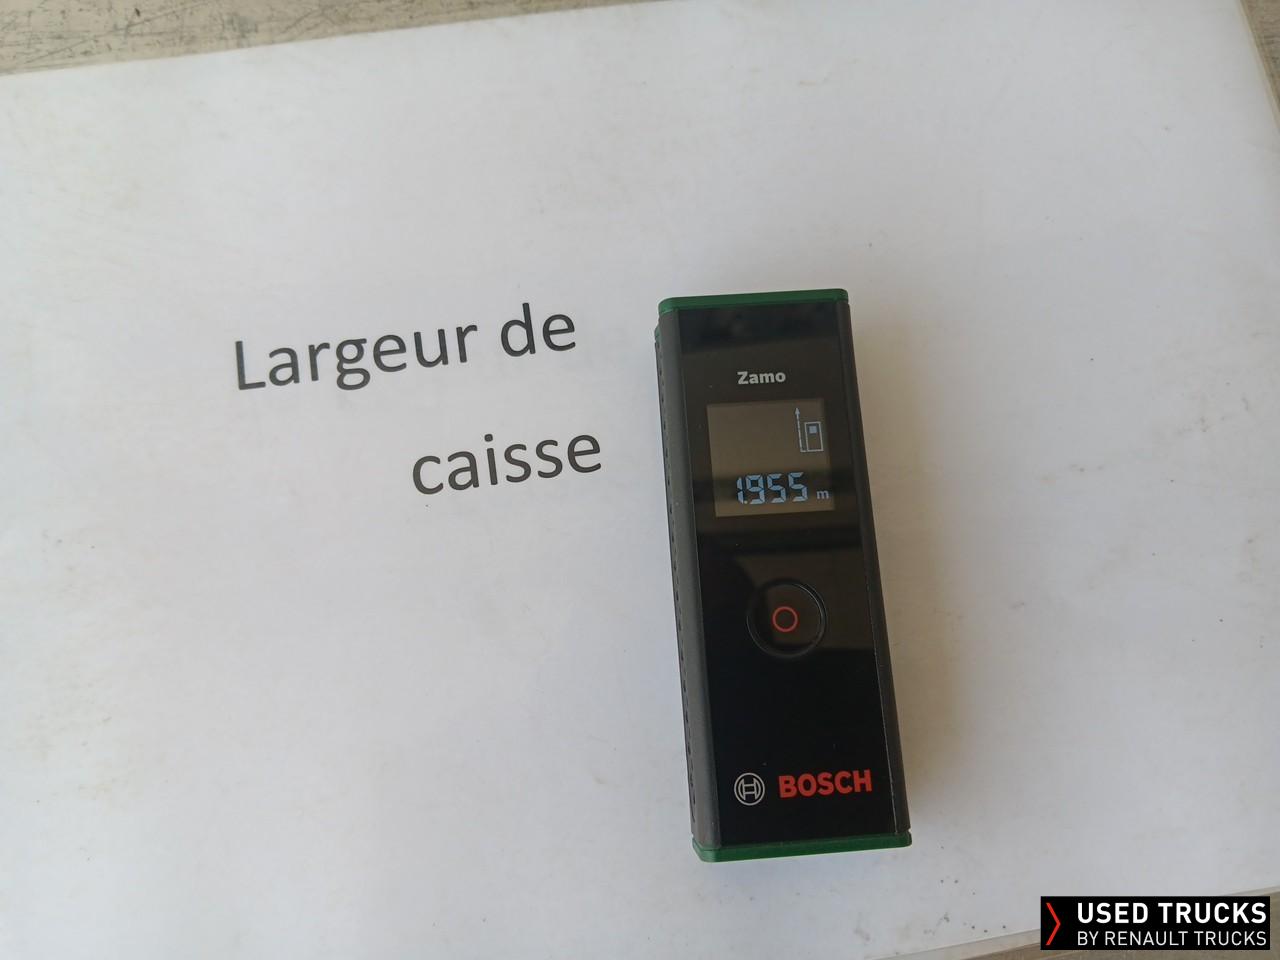 Largeur de
caisse
Zamo
1.955 m
BOSCH
USED TRUCKS
BY RENAULT TRUCKS